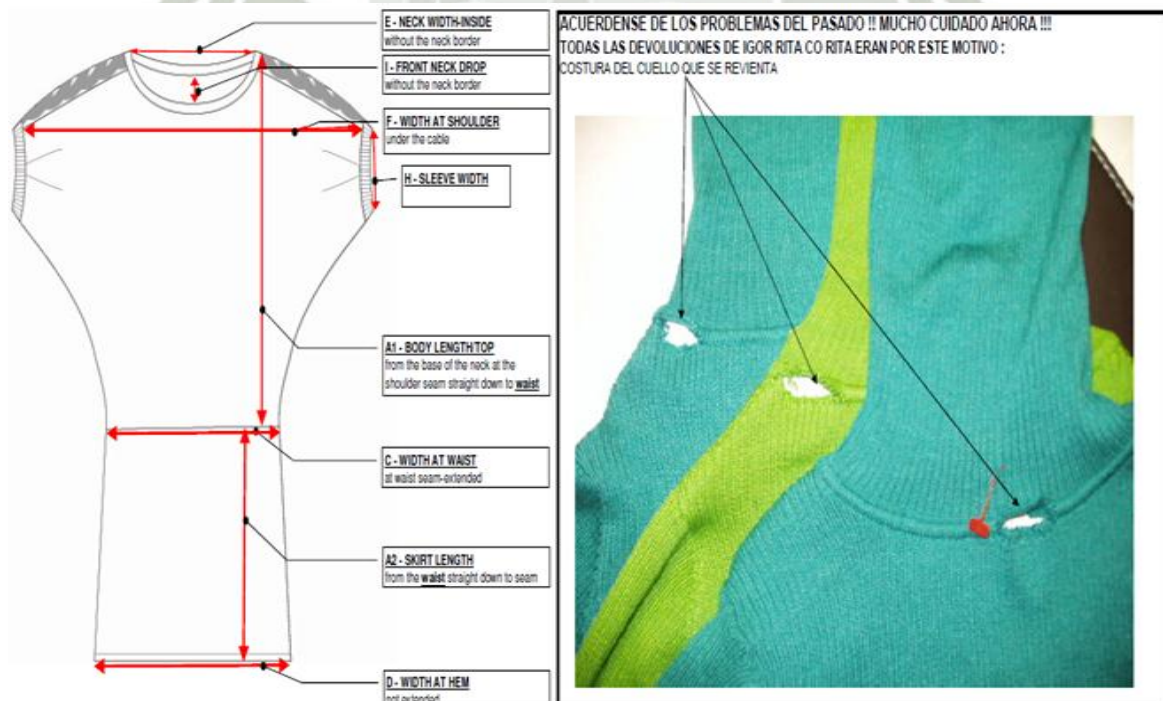 E - NECK WIDTH-INSIDE
without the neck border
I - FRONT NECK DROP
without the neck border
F - WIDTH AT SHOULDER
under the cable
H - SLEEVE WIDTH
A1 - BODY LENGTH/TOP
from the base of the neck at the
shoulder seam straight down to waist
C - WIDTH AT WAIST
at waist seam-extended
A2 - SKIRT LENGTH
from the waist straight down to seam
D - WIDTH AT HEM
not extended
ACUERDENSE DE LOS PROBLEMAS DEL PASADO !! MUCHO CUIDADO AHORA !!!
TODAS LAS DEVOLUCIONES DE IGOR RITA CO RITA ERAN POR ESTE MOTIVO :
COSTURA DEL CUELLO QUE SE REVIENTA